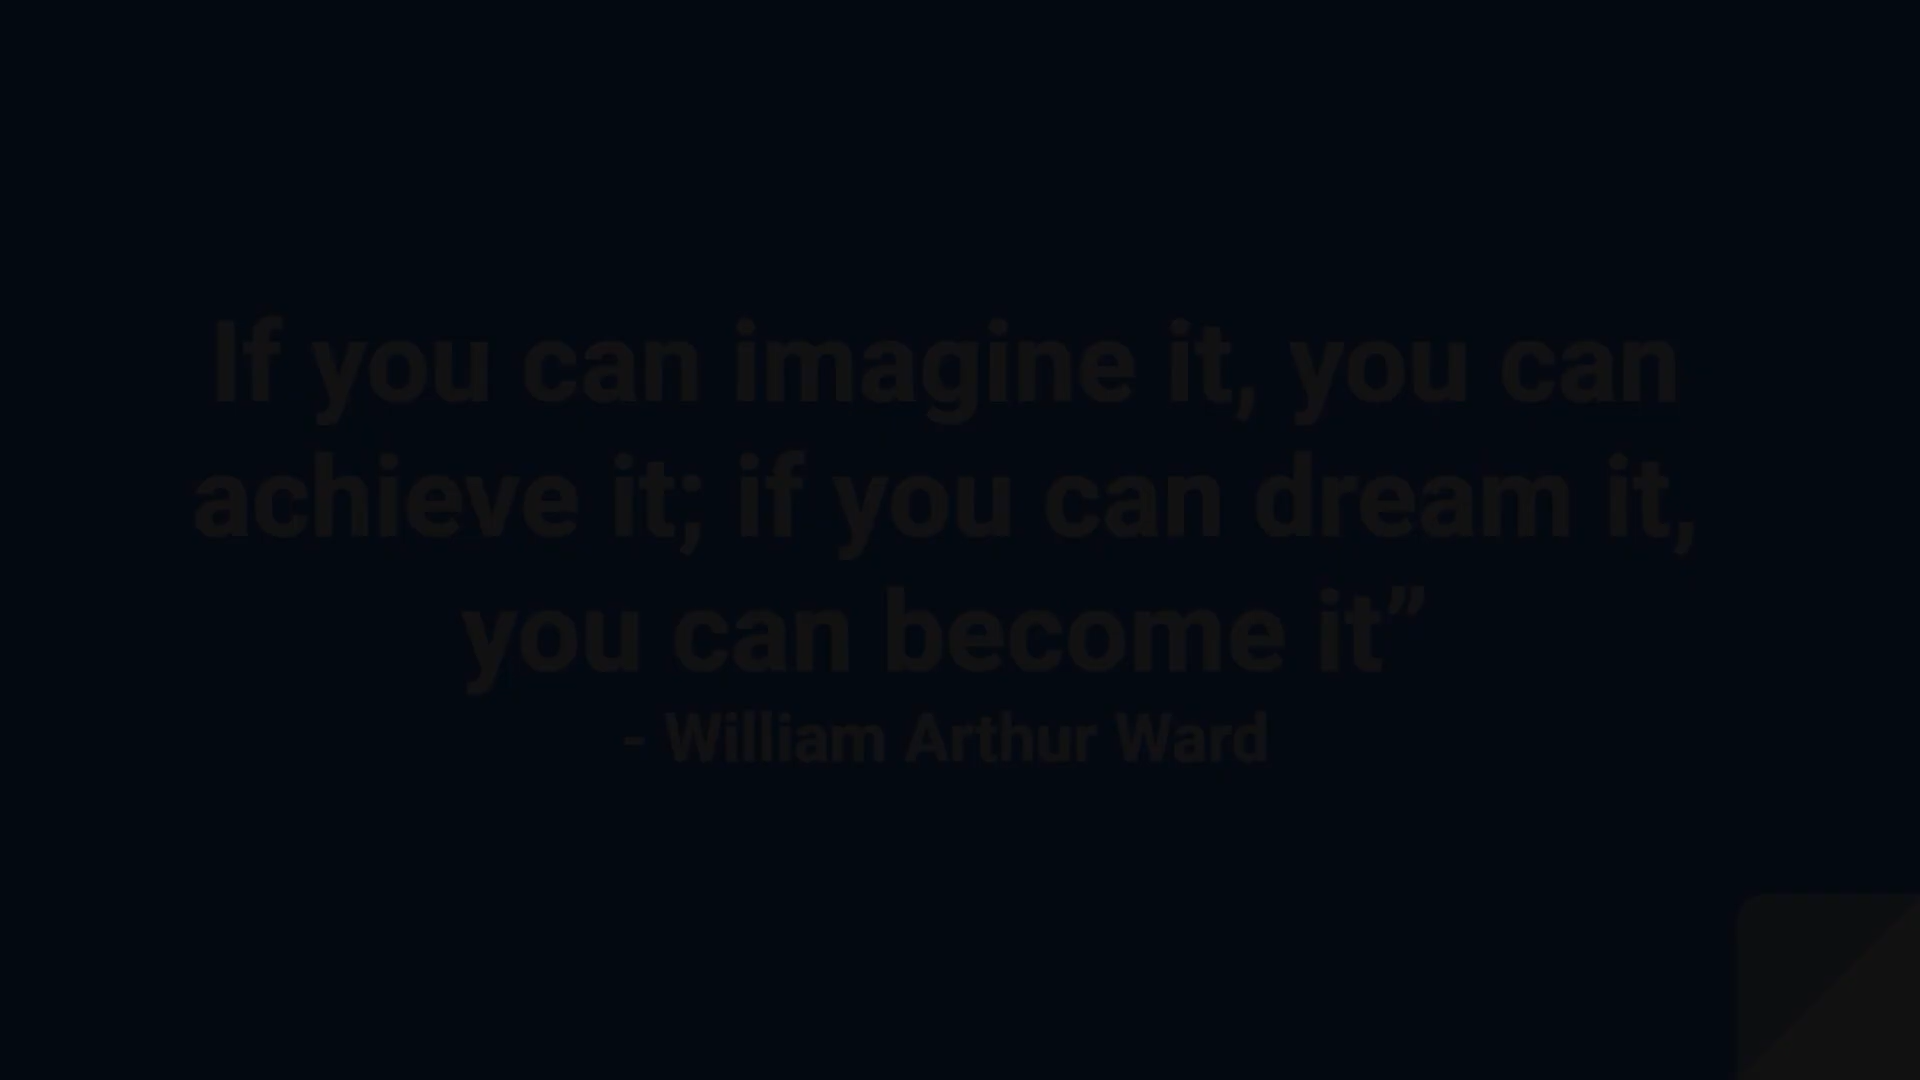 If you can imagine it, you can
achieve it; if you can dream it,
you can become it”
- William Arthur Ward